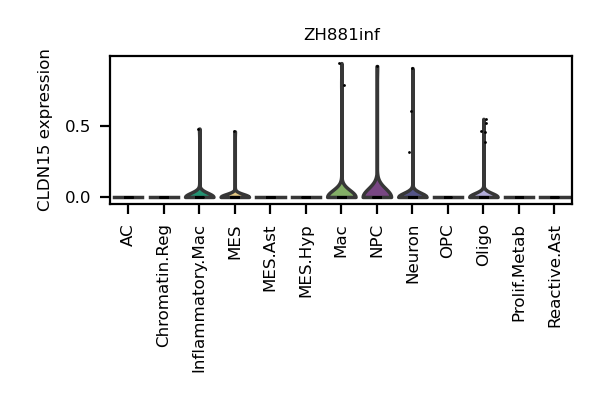 ZH881inf
CLDN15 expression
0.5
0.0
AC
Chromatin.Reg
Inflammatory.Mac
MES
MES.Ast
MES.Hyp
Mac
NPC
Neuron
OPC
Oligo
Prolif.Metab
Reactive.Ast